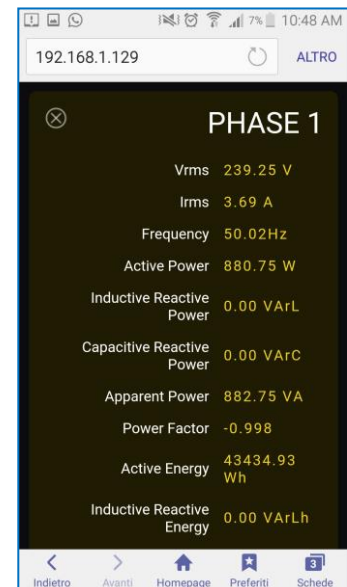 7% 10:48 AM
192.168.1.129 ALTRO
PHASE 1
Vrms 239.25 V
Irms 3.69 A
Frequency 50.02Hz
Active Power 880.75 W
Inductive Reactive
Power 0.00 VArL
Capacitive Reactive
Power 0.00 VArC
Apparent Power 882.75 VA
Power Factor -0.998
Active Energy 43434.93
Wh
Inductive Reactive
Energy 0.00 VArLh
3
Indietro Avanti Homepage Preferiti Schede